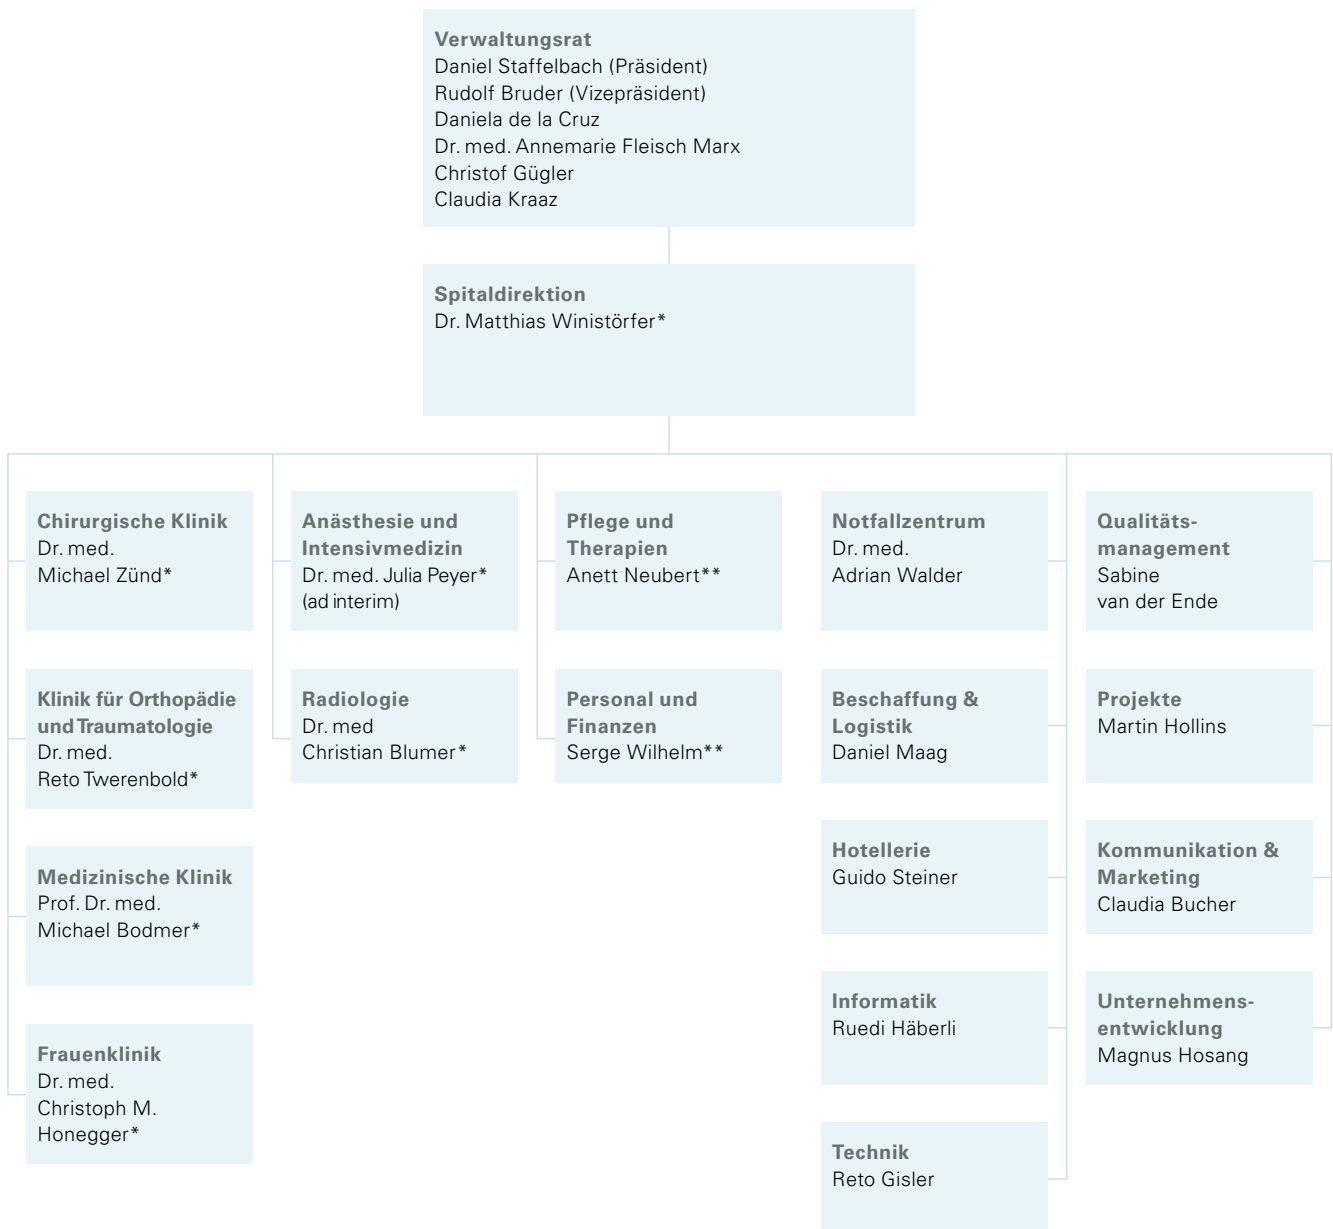 Verwaltungsrat
Daniel Staffelbach (Präsident)
Rudolf Bruder (Vizepräsident)
Daniela de la Cruz
Dr. med. Annemarie Fleisch Marx
Christof Gügler
Claudia Kraaz
Spitaldirektion
Dr. Matthias Winistörfer*
Chirurgische Klinik
Dr. med.
Michael Zünd*
Klinik für Orthopädie
und Traumatologie
Dr. med.
Reto Twerenbold*
Medizinische Klinik
Prof. Dr. med.
Michael Bodmer*
Frauenklinik
Dr. med.
Christoph M.
Honegger*
Anästhesie und
Intensivmedizin
Dr. med. Julia Peyer*
(ad interim)
Radiologie
Dr. med
Christian Blumer*
Pflege und
Therapien
Anett Neubert**
Personal und
Finanzen
Serge Wilhelm**
Notfallzentrum
Dr. med.
Adrian Walder
Beschaffung &
Logistik
Daniel Maag
Hotellerie
Guido Steiner
Informatik
Ruedi Häberli
Technik
Reto Gisler
Qualitäts-
management
Sabine
van der Ende
Projekte
Martin Hollins
Kommunikation &
Marketing
Claudia Bucher
Unternehmens-
entwicklung
Magnus Hosang